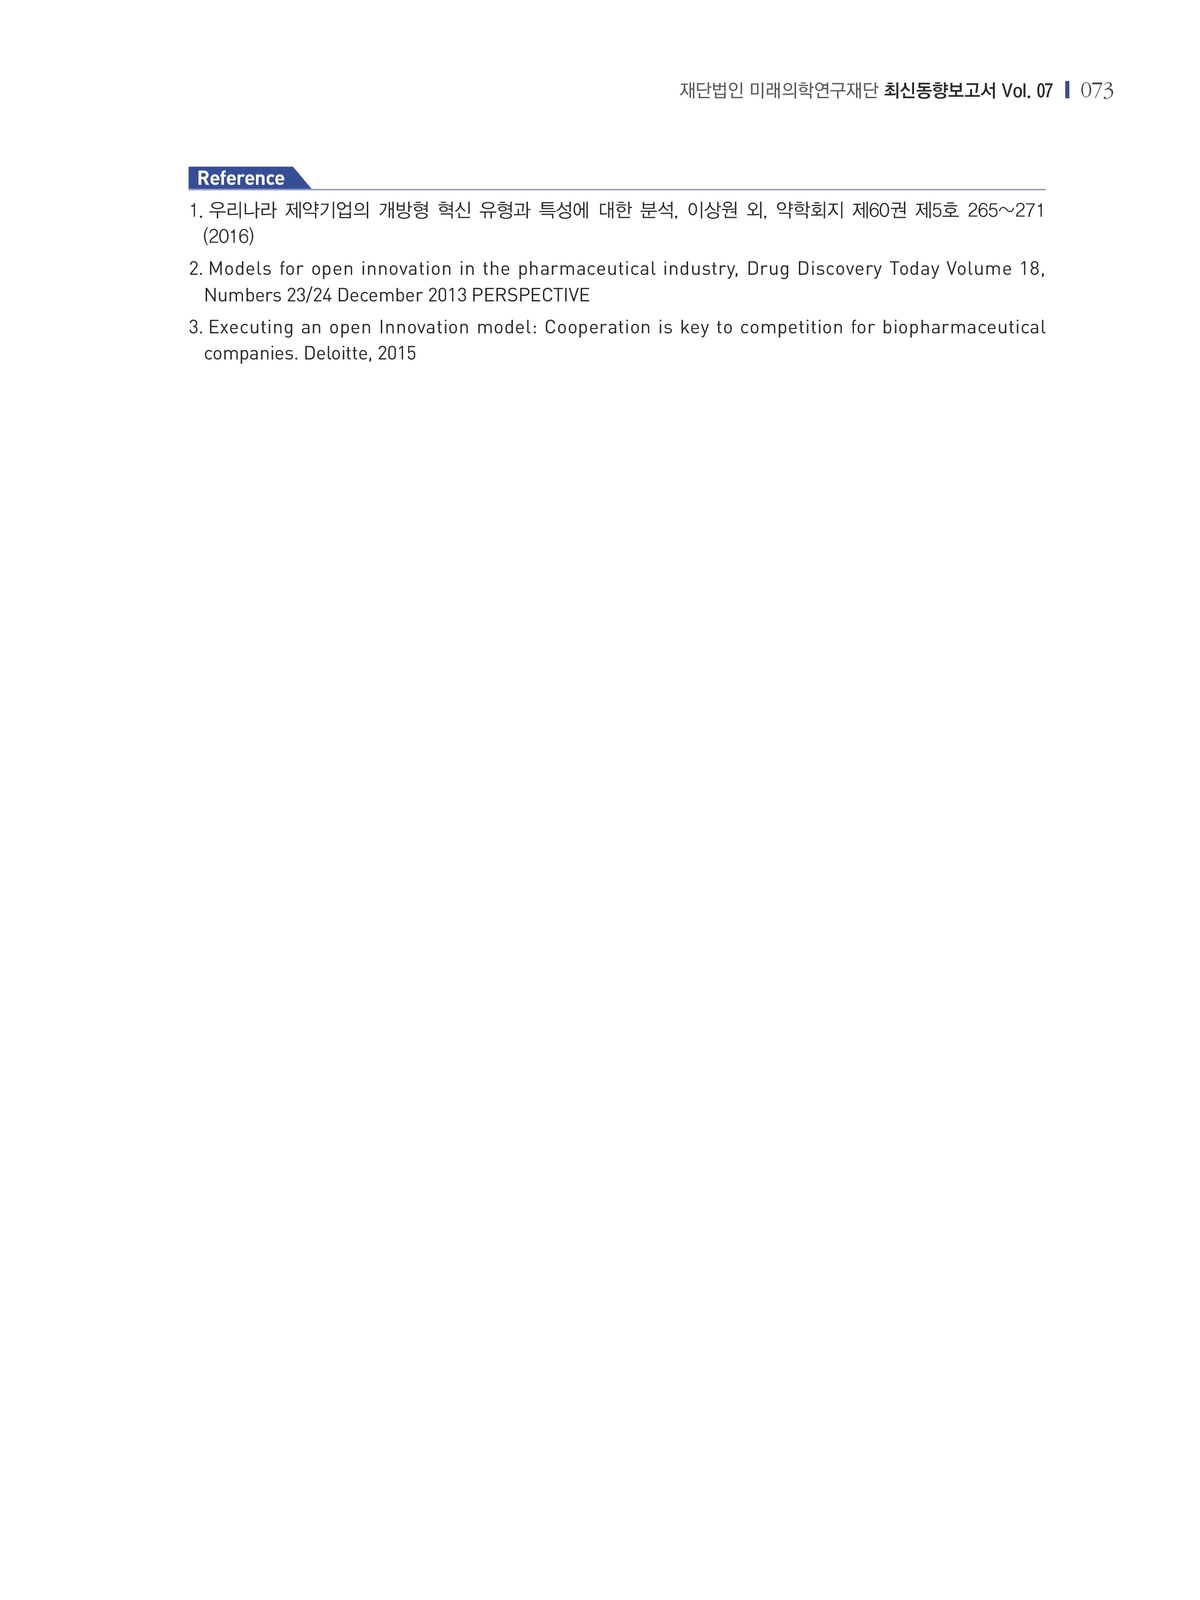 재단법인 미래의학연구재단 최신동향보고서 Vol. 07 073
Reference
1. 우리나라 제약기업의 개방형 혁신 유형과 특성에 대한 분석, 이상원 외, 약학회지 제60권 제5호 265~271
(2016)
2. Models for open innovation in the pharmaceutical industry, Drug Discovery Today Volume 18,
Numbers 23/24 December 2013 PERSPECTIVE
3. Executing an open Innovation model: Cooperation is key to competition for biopharmaceutical
companies. Deloitte, 2015